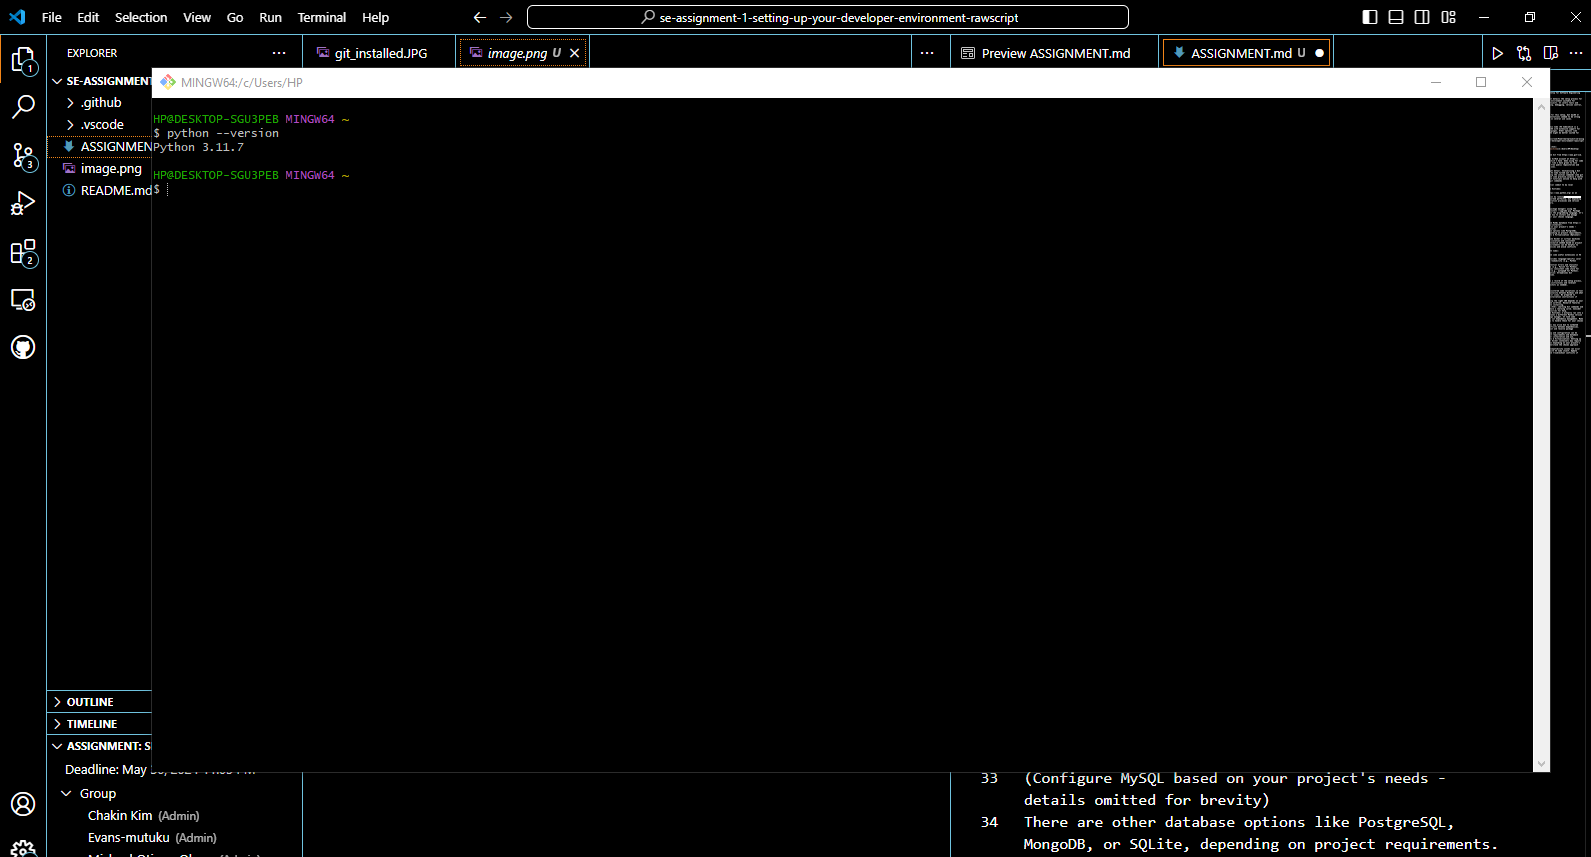 File Edit Selection View Go Run Terminal Help
se-assignment-1-setting-up-your-developer-environment-rawscript
EXPLORER
git_installed.JPG
image.png U
Preview ASSIGNMENT.md
ASSIGNMENT.md U
SE-ASSIGNMENT
.github
.vscode
ASSIGNMEN
image.png
README.md
1
3
2
MINGW64:/c/Users/HP
HP@DESKTOP-SGU3PEB MINGW64 ~
$ python --version
Python 3.11.7
HP@DESKTOP-SGU3PEB MINGW64 ~
$
OUTLINE
TIMELINE
ASSIGNMENT: S
Deadline: May
Group
Chakin Kim (Admin)
Evans-mutuku (Admin)
33 (Configure MySQL based on your project's needs -
details omitted for brevity)
34 There are other database options like PostgreSQL,
MongoDB, or SQLite, depending on project requirements.